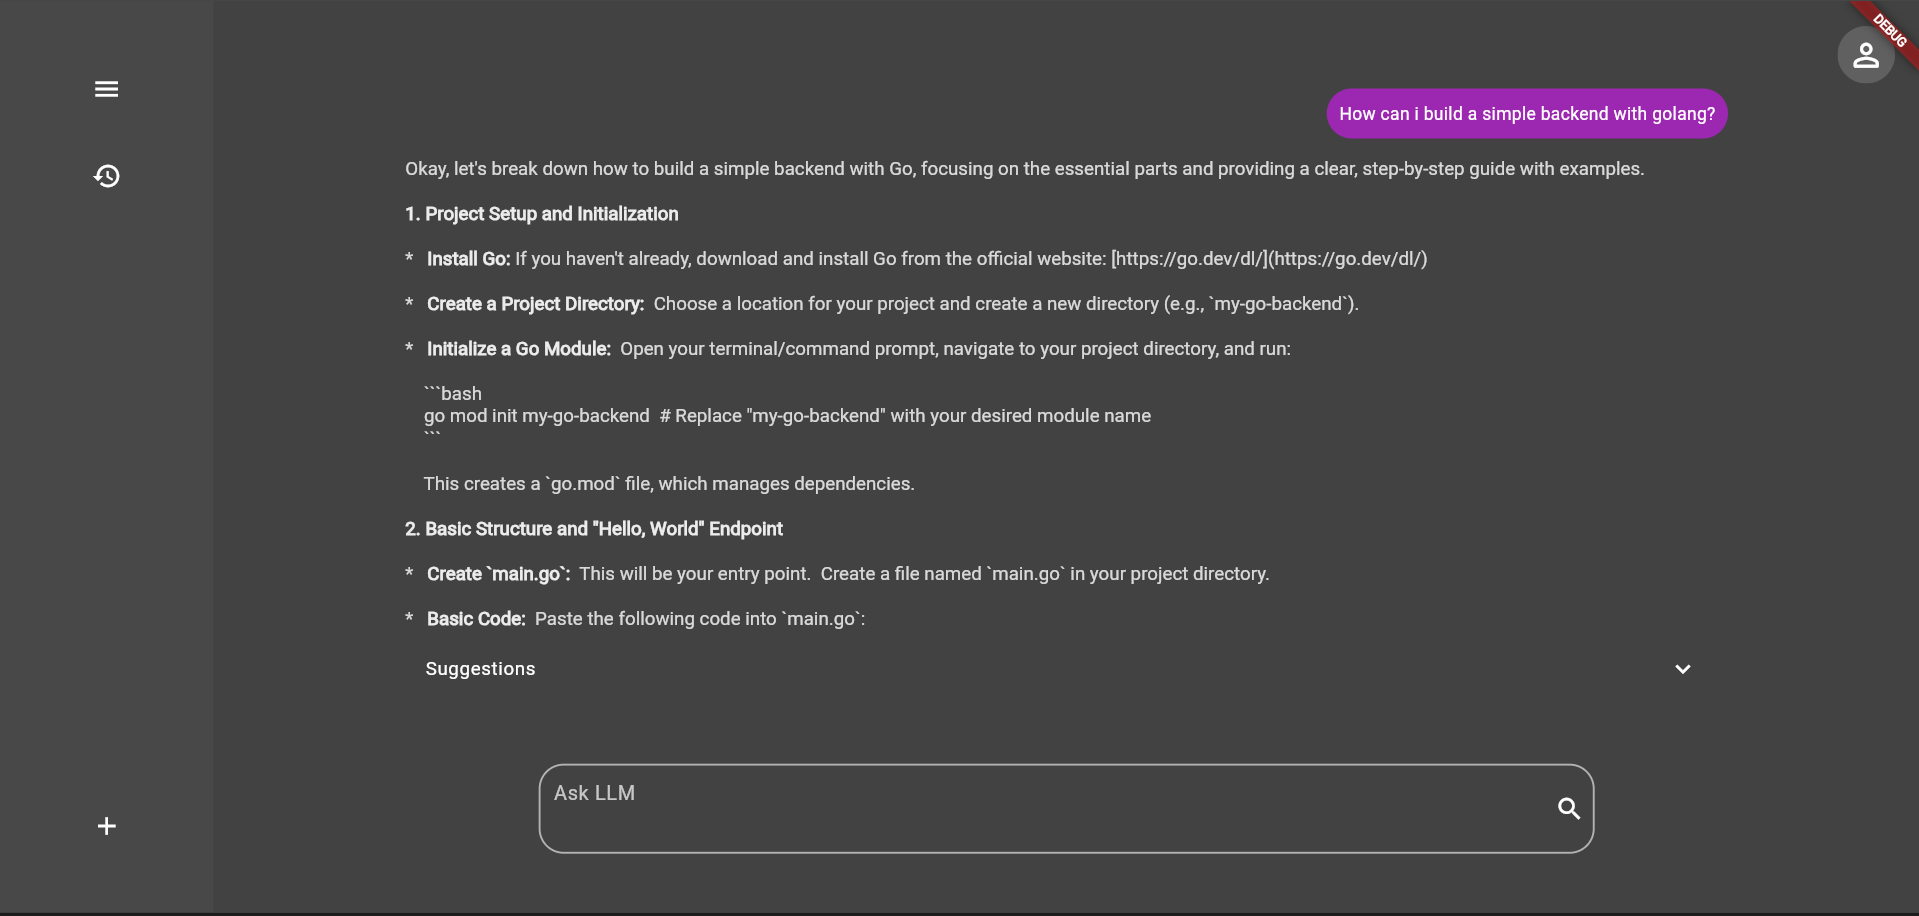 DEBUG
How can i build a simple backend with golang?
Okay, let's break down how to build a simple backend with Go, focusing on the essential parts and providing a clear, step-by-step guide with examples.
1. Project Setup and Initialization
*   Install Go: If you haven't already, download and install Go from the official website: [https://go.dev/dl/](https://go.dev/dl/)
*   Create a Project Directory:  Choose a location for your project and create a new directory (e.g., `my-go-backend`).
*   Initialize a Go Module:  Open your terminal/command prompt, navigate to your project directory, and run:
```bash
go mod init my-go-backend  # Replace "my-go-backend" with your desired module name
```
This creates a `go.mod` file, which manages dependencies.
2. Basic Structure and "Hello, World" Endpoint
*   Create `main.go`:  This will be your entry point.  Create a file named `main.go` in your project directory.
*   Basic Code:  Paste the following code into `main.go`:
Suggestions
Ask LLM